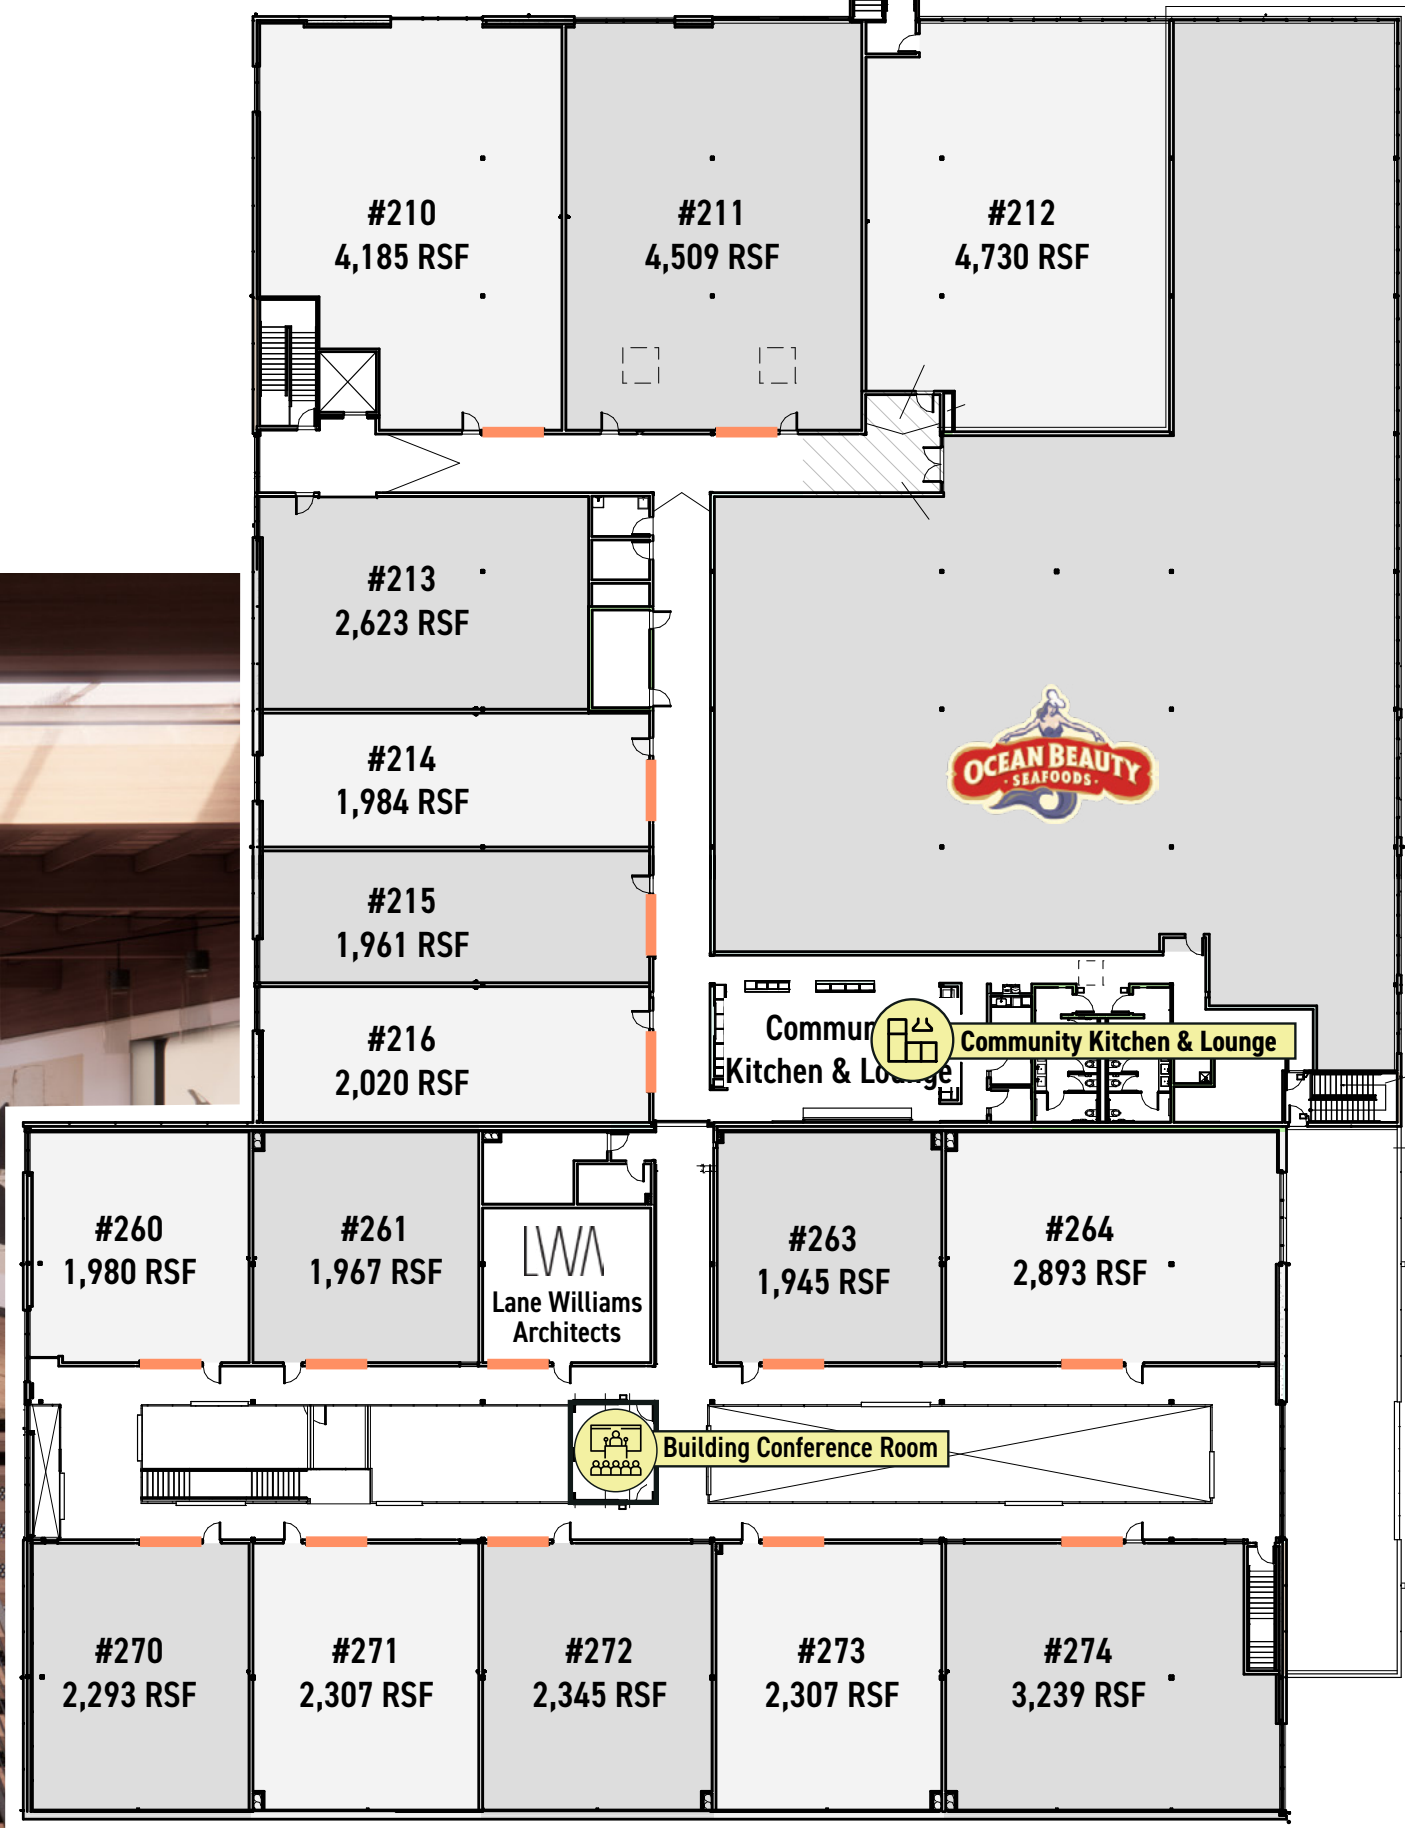 #210
4,185 RSF
#211
4,509 RSF
#212
4,730 RSF
#213
2,623 RSF
#214
1,984 RSF
OCEAN BEAUTY
· SEAFOODS ·
#215
1,961 RSF
#216
2,020 RSF
Commun
Kitchen & Lounge
Community Kitchen & Lounge
#260
1,980 RSF
#261
1,967 RSF
LWA
Lane Williams
Architects
#263
1,945 RSF
#264
2,893 RSF
Building Conference Room
#270
2,293 RSF
#271
2,307 RSF
#272
2,345 RSF
#273
2,307 RSF
#274
3,239 RSF